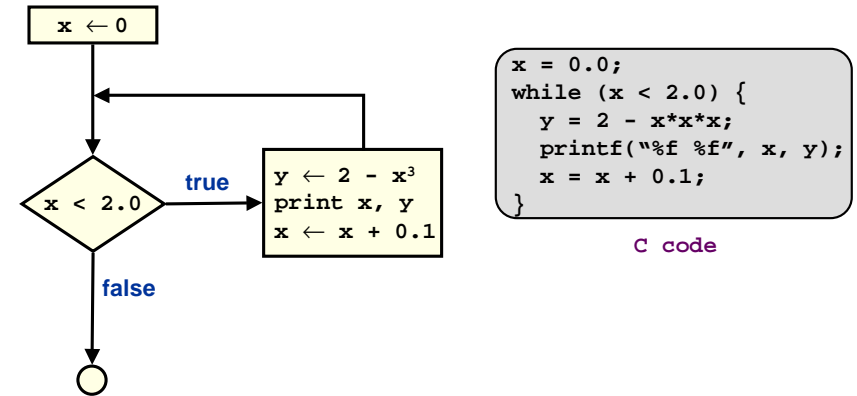 x ← 0
x < 2.0
true
y ← 2 - x³
print x, y
x ← x + 0.1
false
x = 0.0;
while (x < 2.0) {
y = 2 - x*x*x;
printf(“%f %f”, x, y);
x = x + 0.1;
}
C code